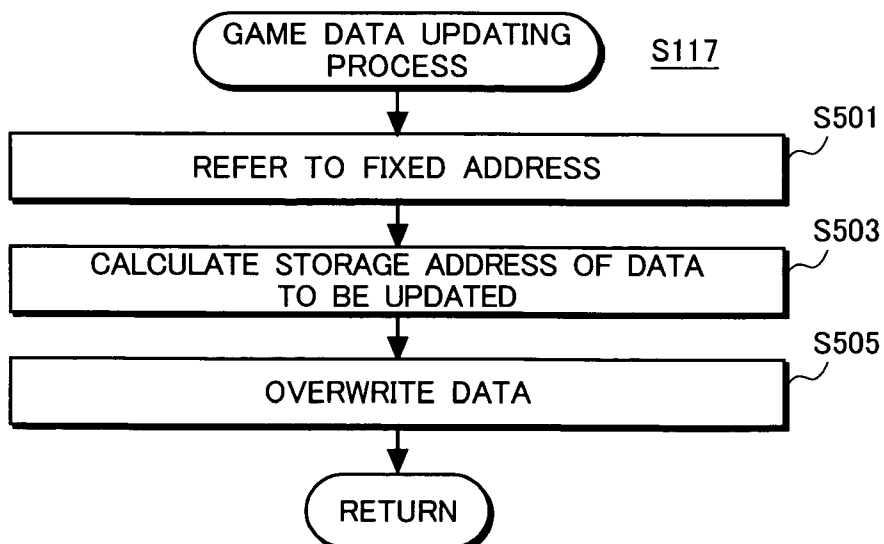 GAME DATA UPDATING
PROCESS
S117
S501
REFER TO FIXED ADDRESS
S503
CALCULATE STORAGE ADDRESS OF DATA
TO BE UPDATED
S505
OVERWRITE DATA
RETURN